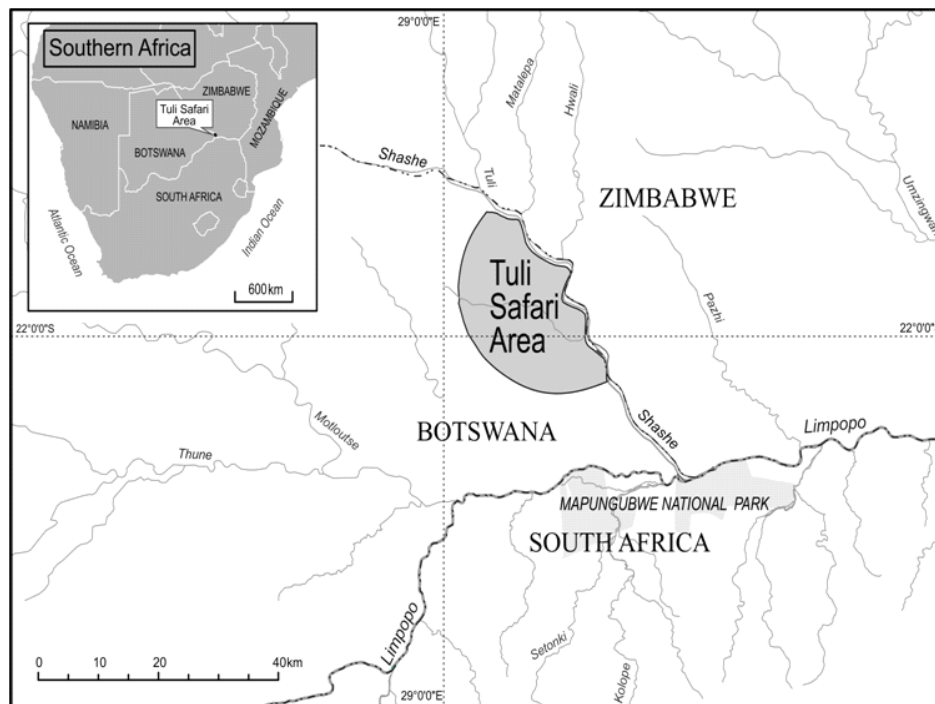 29°0'0"E
Southern Africa
ZIMBABWE
Tuli Safari
Area
NAMIBIA
MOZAMBIQUE
BOTSWANA
SOUTH AFRICA
Atlantic Ocean
Indian Ocean
600km
Shashe
Tuli
Matalepa
Hwali
ZIMBABWE
Umzingwani
Tuli
Safari
Area
Pazhi
22°0'0"S
22°0'0"
BOTSWANA
Shashe
Motloutse
Thune
Limpopo
MAPUNGUBWE NATIONAL PARK
SOUTH AFRICA
Limpopo
Setonki
Kolope
0 10 20 40km
29°0'0"E